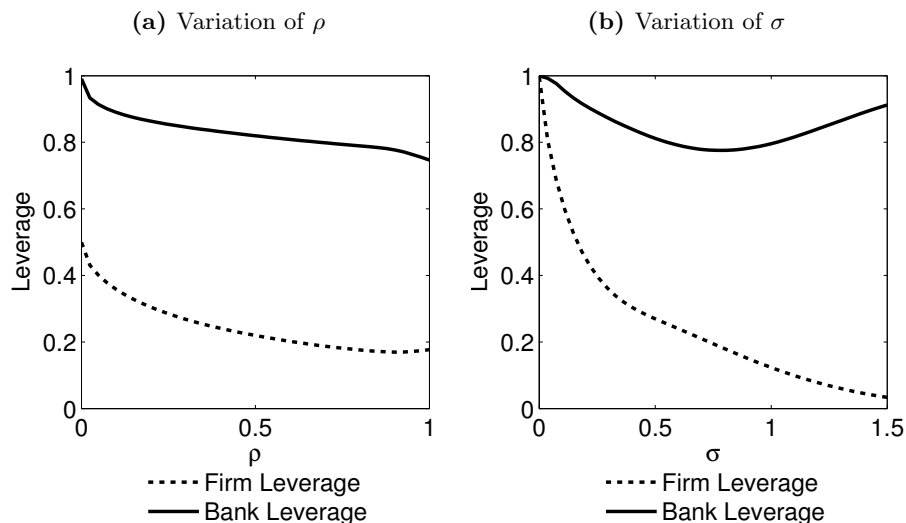 (a) Variation of ρ
(b) Variation of σ
1
0.8
0.6
0.4
0.2
0
Leverage
0
0.5
1
ρ
Firm Leverage
Bank Leverage
1
0.8
0.6
0.4
0.2
0
Leverage
0
0.5
1
1.5
σ
Firm Leverage
Bank Leverage